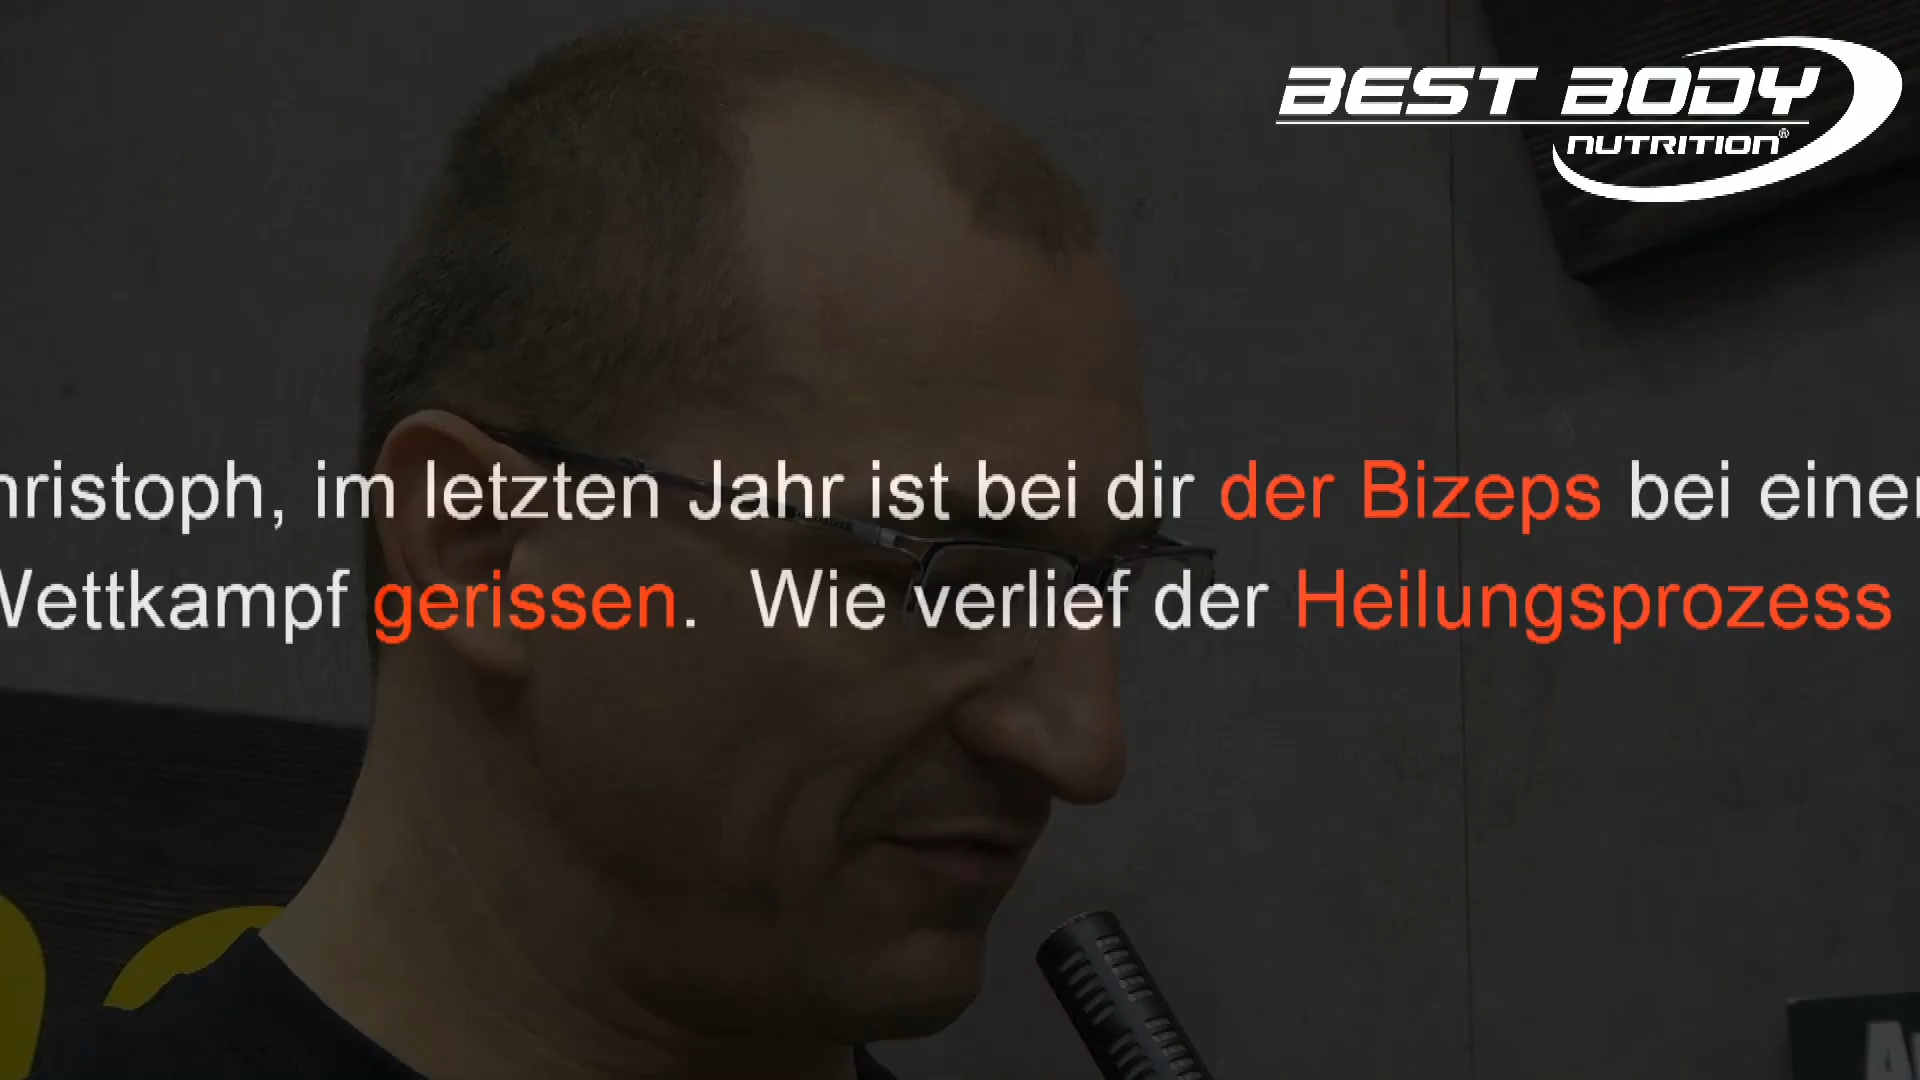 BEST BODY
NUTRITION®
hristoph, im letzten Jahr ist bei dir der Bizeps bei einer
Wettkampf gerissen. Wie verlief der Heilungsprozess